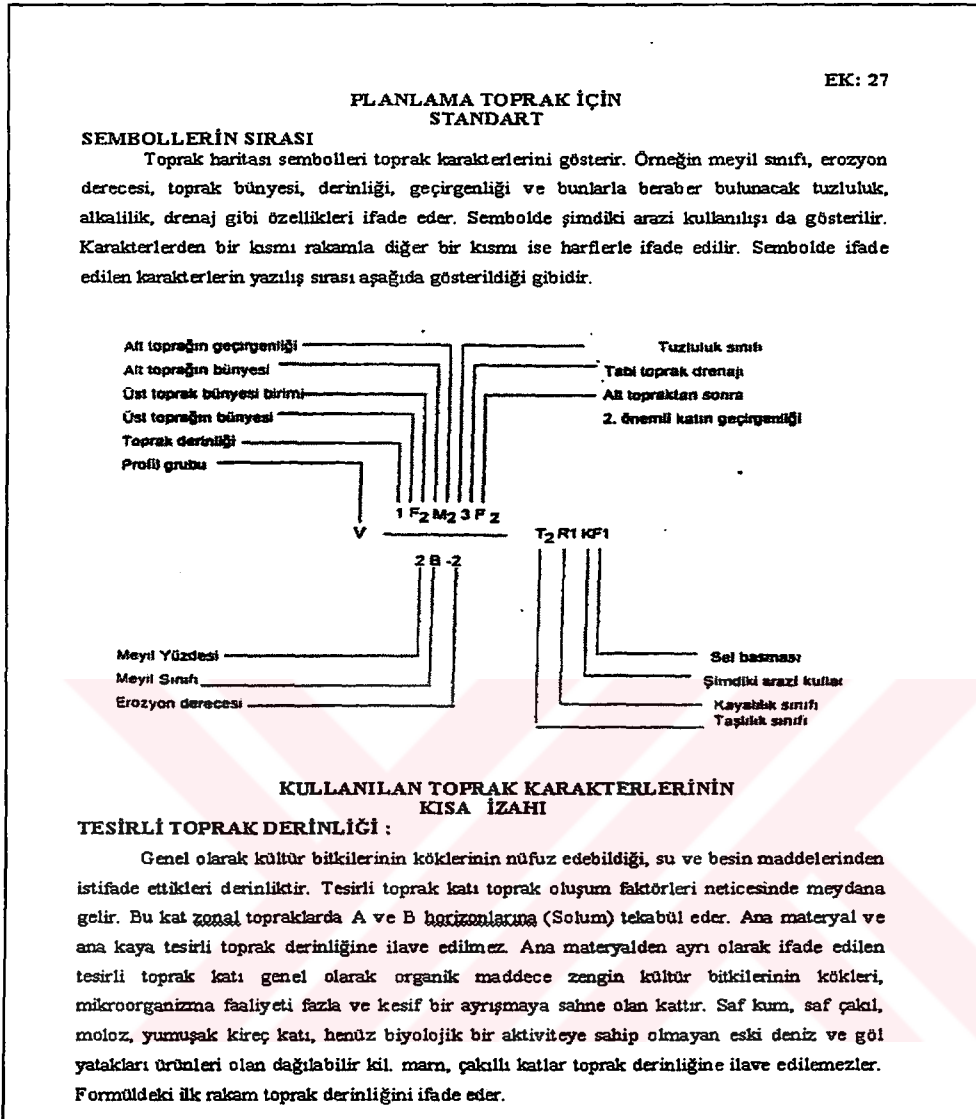 EK: 27
PLANLAMA TOPRAK İÇİN
STANDART
SEMBOLLERİN SIRASI
Toprak haritası sembolleri toprak karakterlerini gösterir. Örneğin meyil sınıfı, erozyon
derecesi, toprak bünyesi, derinliği, geçirgenliği ve bunlarla beraber bulunacak tuzluluk,
alkalilik, drenaj gibi özellikleri ifade eder. Sembolde şimdiki arazi kullanılışı da gösterilir.
Karakterlerden bir kısmı rakamla diğer bir kısmı ise harflerle ifade edilir. Sembolde ifade
edilen karakterlerin yazılış sırası aşağıda gösterildiği gibidir.
Alt toprağın geçirgenliği
Alt toprağın bünyesi
Üst toprak bünyesi birimi
Üst toprağın bünyesi
Toprak derinliği
Profil grubu
Tuzluluk sınıfı
Tabi toprak drenajı
Alt topraktan sonra
2. önemli katın geçirgenliği
1 F2 M2 3 P 2
V
T2 R1 KF1
2 B -2
Meyil Yüzdesi
Meyil Sınıfı
Erozyon derecesi
Sel basması
Şimdiki arazi kullar
Kayalılık sınıfı
Taşlılık sınıfı
KULLANILAN TOPRAK KARAKTERLERİNİN
KISA İZAHI
TESİRLİ TOPRAK DERİNLİĞİ :
Genel olarak kültür bitkilerinin köklerinin nüfuz edebildiği, su ve besin maddelerinden
istifade ettikleri derinliktir. Tesirli toprak katı toprak oluşum faktörleri neticesinde meydana
gelir. Bu kat zonal topraklarda A ve B horizonlarına (Solum) tekabül eder. Ana materyal ve
ana kaya tesirli toprak derinliğine ilave edilmez. Ana materyalden ayrı olarak ifade edilen
tesirli toprak katı genel olarak organik maddece zengin kültür bitkilerinin kökleri,
mikroorganizma faaliyeti fazla ve kesif bir ayrışmaya sahne olan kattır. Saf kum, saf çakıl,
moloz, yumuşak kireç katı, henüz biyolojik bir aktiviteye sahip olmayan eski deniz ve göl
yatakları ürünleri olan dağılabilir kil. marn, çakıllı katlar toprak derinliğine ilave edilemezler.
Formüldeki ilk rakam toprak derinliğini ifade eder.